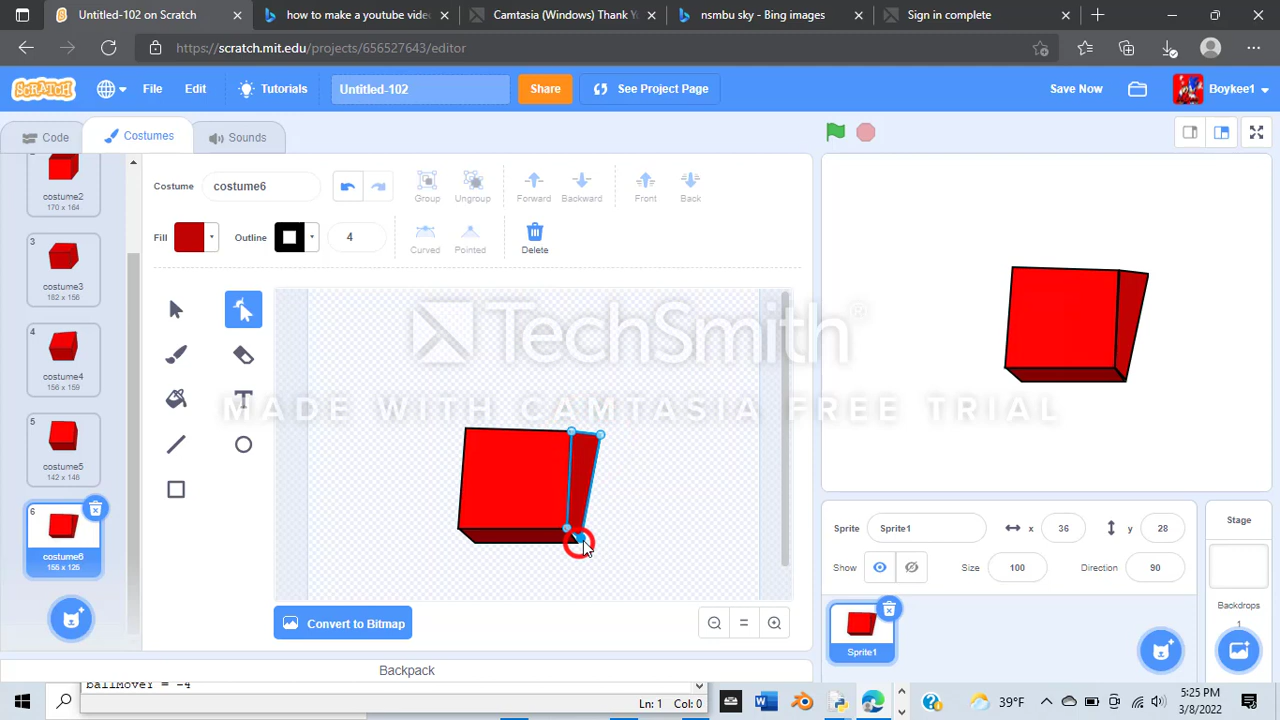 Untitled-102 on Scratch
how to make a youtube video
Camtasia (Windows) Thank Y
nsmbu sky - Bing images
Sign in complete
https://scratch.mit.edu/projects/656527643/editor
SCRATCH
File
Edit
Tutorials
Untitled-102
Share
See Project Page
Save Now
Boykee1
Code
Costumes
Sounds
costume2
170 x 164
3
costume3
162 x 156
4
costume4
156 x 159
5
costume5
142 x 146
6
costume6
156 x 125
Costume
costume6
Group
Ungroup
Forward
Backward
Front
Back
Fill
Outline
4
Curved
Pointed
Delete
TechSmith®
MADE WITH CAMTASIA FREE TRIAL
Convert to Bitmap
Backpack
Sprite
Sprite1
x
36
y
28
Show
Size
100
Direction
90
Sprite1
Stage
Backdrops
1
ballMoveY = -4
Ln: 1
Col: 0
39°F
5:25 PM
3/8/2022